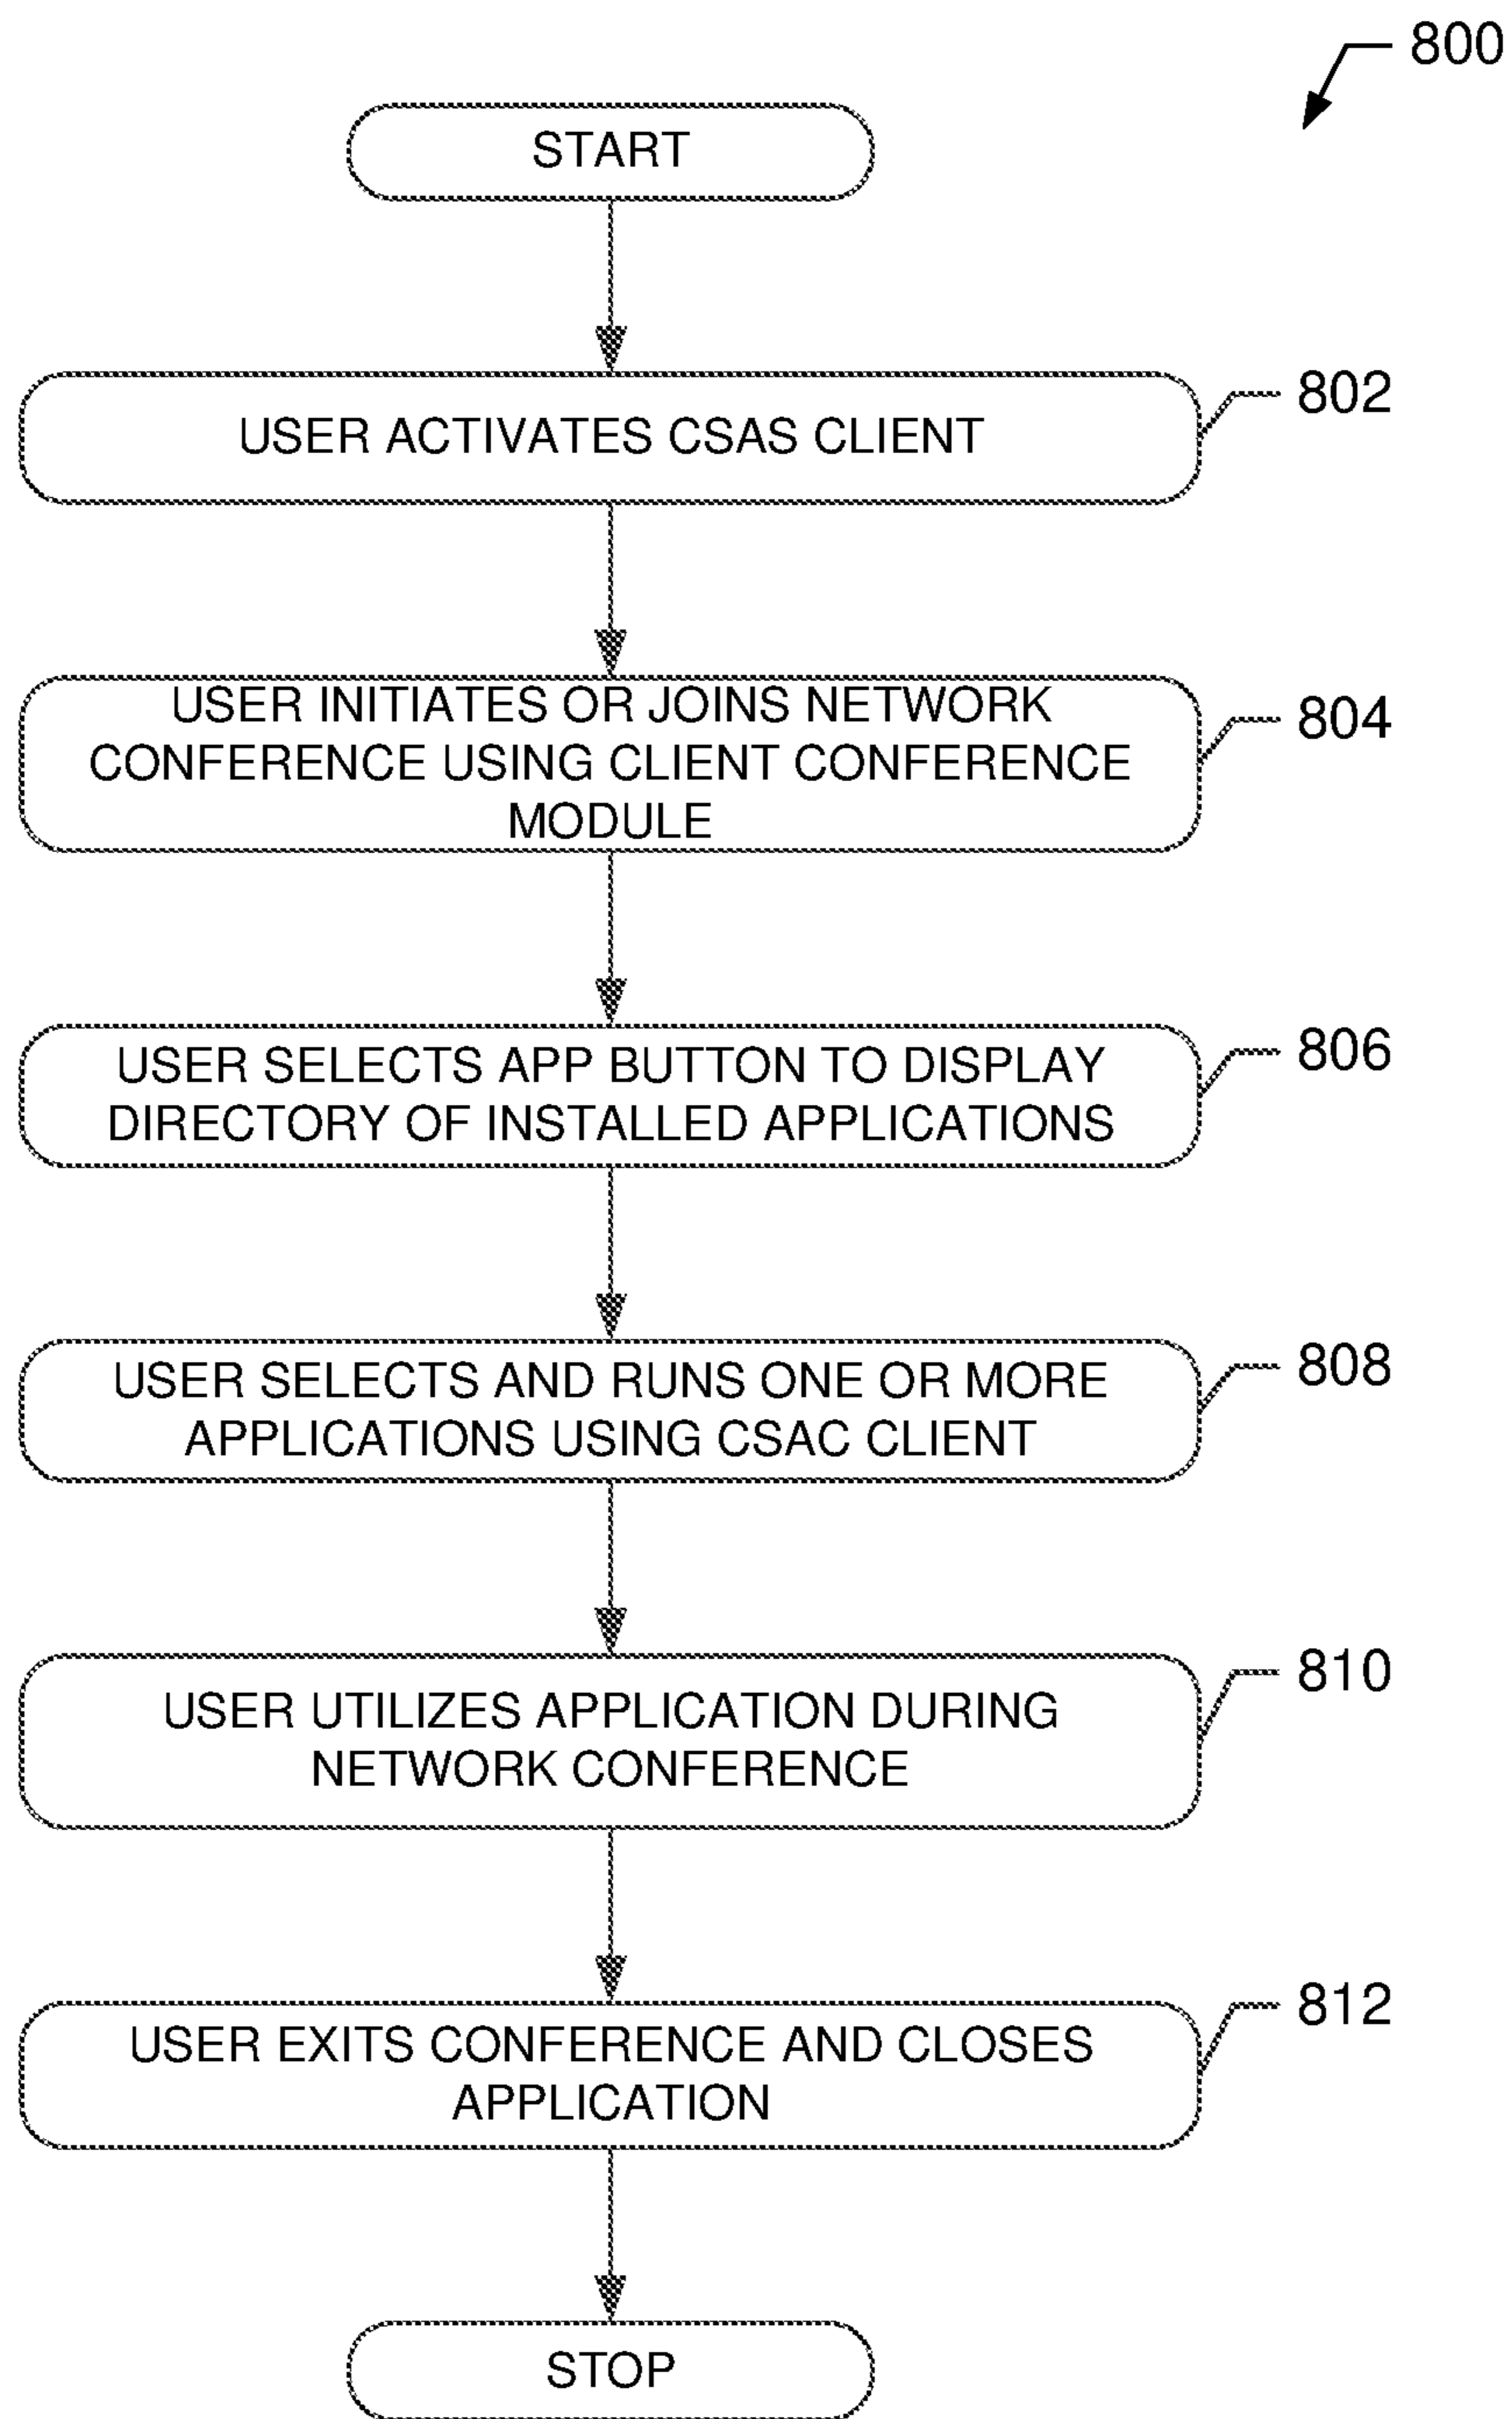 800
START
USER ACTIVATES CSAS CLIENT
802
USER INITIATES OR JOINS NETWORK
CONFERENCE USING CLIENT CONFERENCE
MODULE
804
USER SELECTS APP BUTTON TO DISPLAY
DIRECTORY OF INSTALLED APPLICATIONS
806
USER SELECTS AND RUNS ONE OR MORE
APPLICATIONS USING CSAC CLIENT
808
USER UTILIZES APPLICATION DURING
NETWORK CONFERENCE
810
USER EXITS CONFERENCE AND CLOSES
APPLICATION
812
STOP